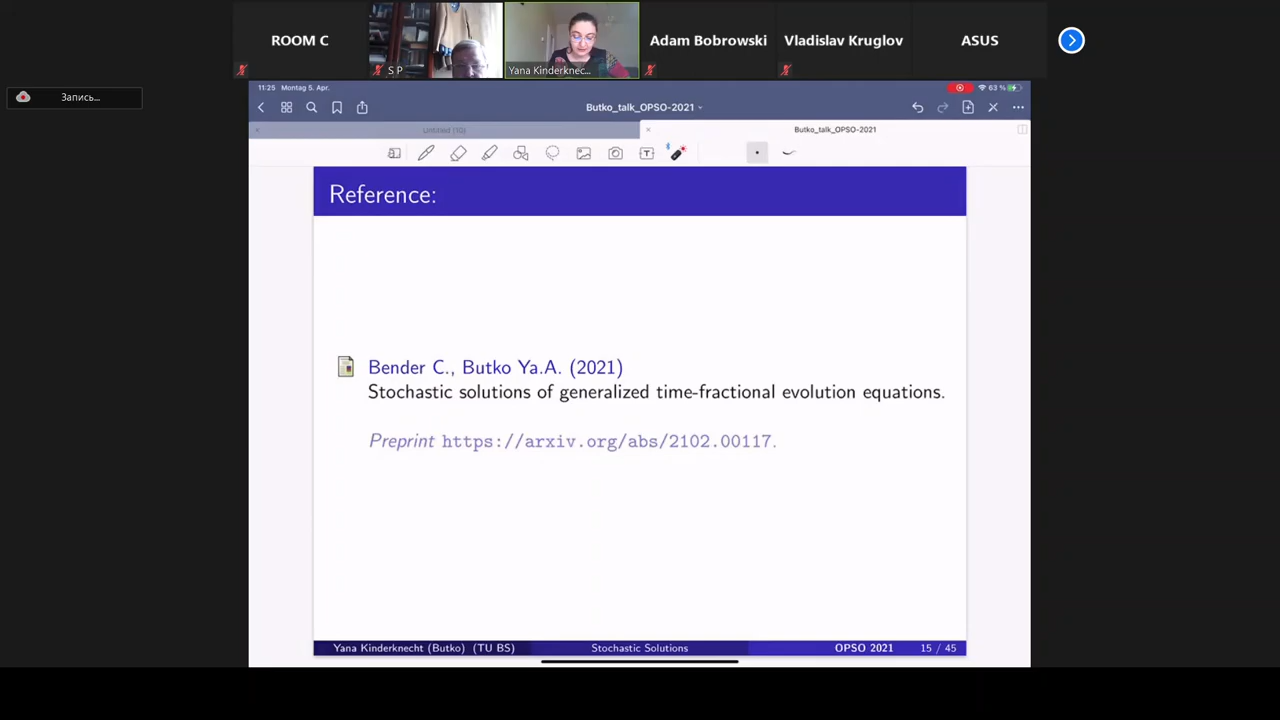 ROOM C
S P
Yana Kinderknec...
Adam Bobrowski
Vladislav Kruglov
ASUS
Запись...
11:25 Montag 5. Apr.
63 %
Butko_talk_OPSO-2021
Untitled (10)
Butko_talk_OPSO-2021
Reference:
Bender C., Butko Ya.A. (2021)
Stochastic solutions of generalized time-fractional evolution equations.
Preprint https://arxiv.org/abs/2102.00117.
Yana Kinderknecht (Butko) (TU BS) Stochastic Solutions OPSO 2021 15 / 45